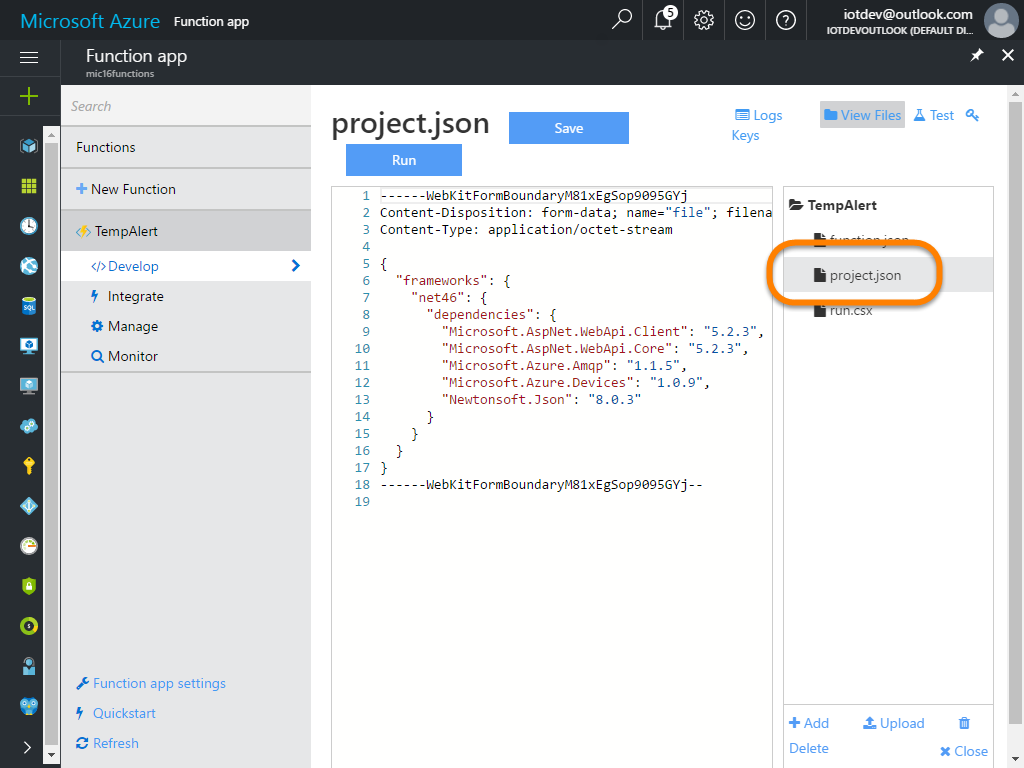 Microsoft Azure Function app
5
iotdev@outlook.com
IOTDEVOUTLOOK (DEFAULT DI...
Function app
mic16functions
Search
Functions
New Function
TempAlert
Develop
Integrate
Manage
Monitor
Function app settings
Quickstart
Refresh
project.json
Save
Run
Logs
View Files
Test
Keys
1 ------WebKitFormBoundaryM81xEgSop9095GYj
2 Content-Disposition: form-data; name="file"; filena
3 Content-Type: application/octet-stream
4
5 {
6 "frameworks": {
7 "net46": {
8 "dependencies": {
9 "Microsoft.AspNet.WebApi.Client": "5.2.3",
10 "Microsoft.AspNet.WebApi.Core": "5.2.3",
11 "Microsoft.Azure.Amqp": "1.1.5",
12 "Microsoft.Azure.Devices": "1.0.9",
13 "Newtonsoft.Json": "8.0.3"
14 }
15 }
16 }
17 }
18 ------WebKitFormBoundaryM81xEgSop9095GYj--
19
TempAlert
function.json
project.json
run.csx
Add
Upload
Delete
Close
SQL